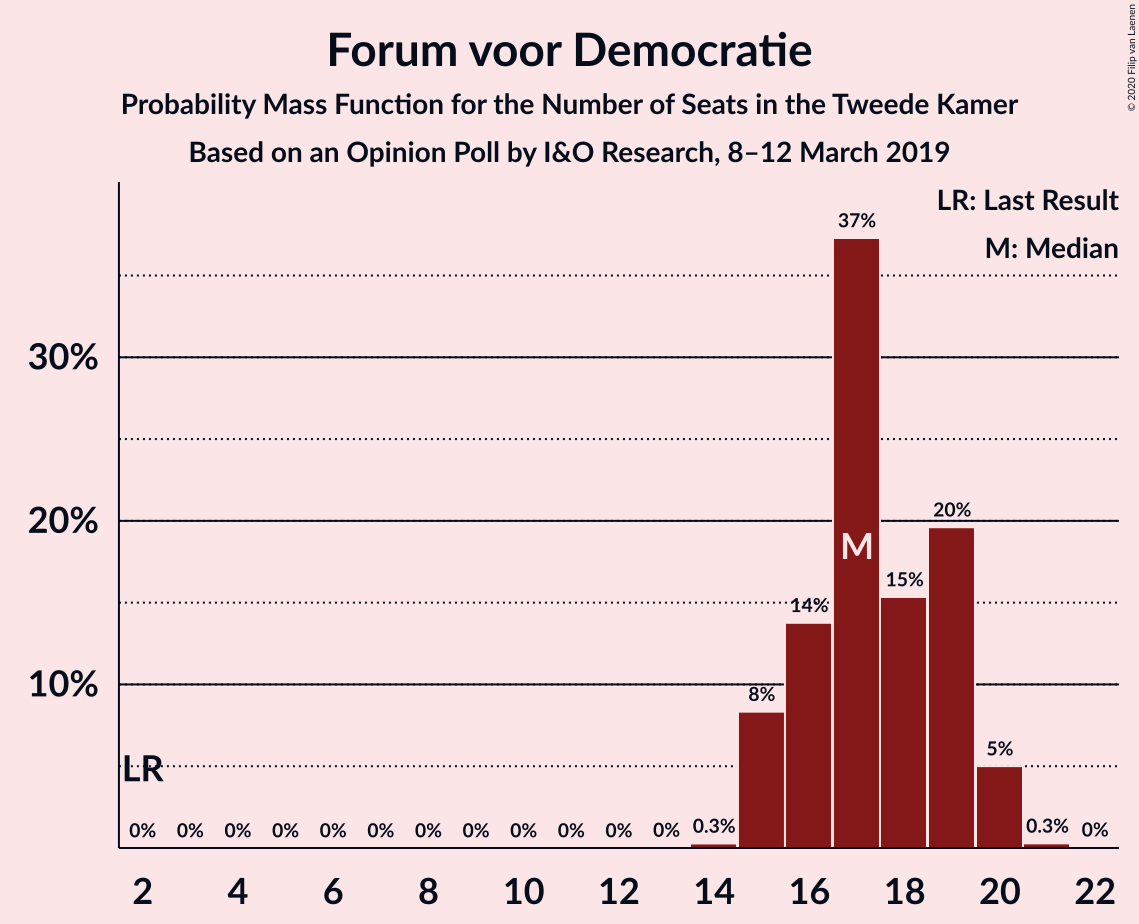 Forum voor Democratie
Probability Mass Function for the Number of Seats in the Tweede Kamer
Based on an Opinion Poll by I&O Research, 8–12 March 2019
© 2020 Filip van Laenen
LR: Last Result
M: Median
37%
30%
20%
20%
M
15%
14%
10%
8%
5%
LR
0% 0% 0% 0% 0% 0% 0% 0% 0% 0% 0% 0% 0.3% 0.3% 0%
2 4 6 8 10 12 14 16 18 20 22